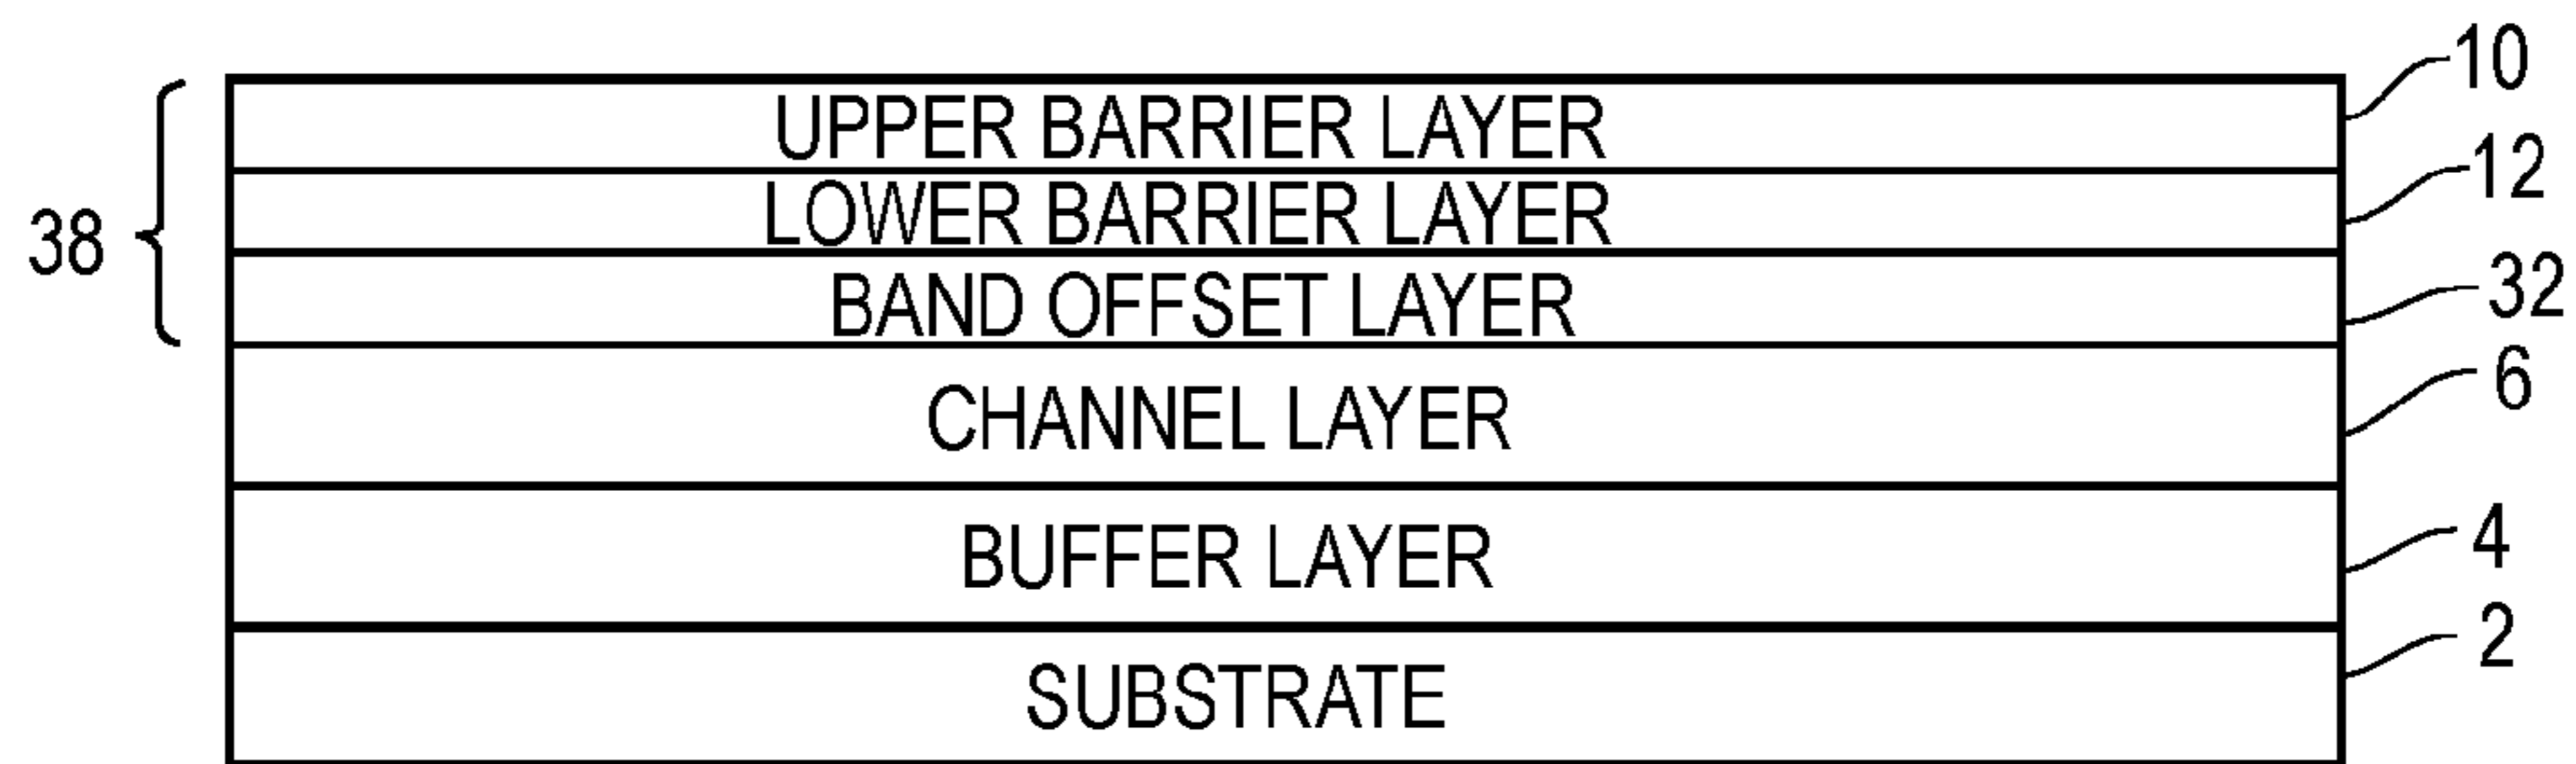 10
UPPER BARRIER LAYER
12
LOWER BARRIER LAYER
38
32
BAND OFFSET LAYER
6
CHANNEL LAYER
4
BUFFER LAYER
2
SUBSTRATE